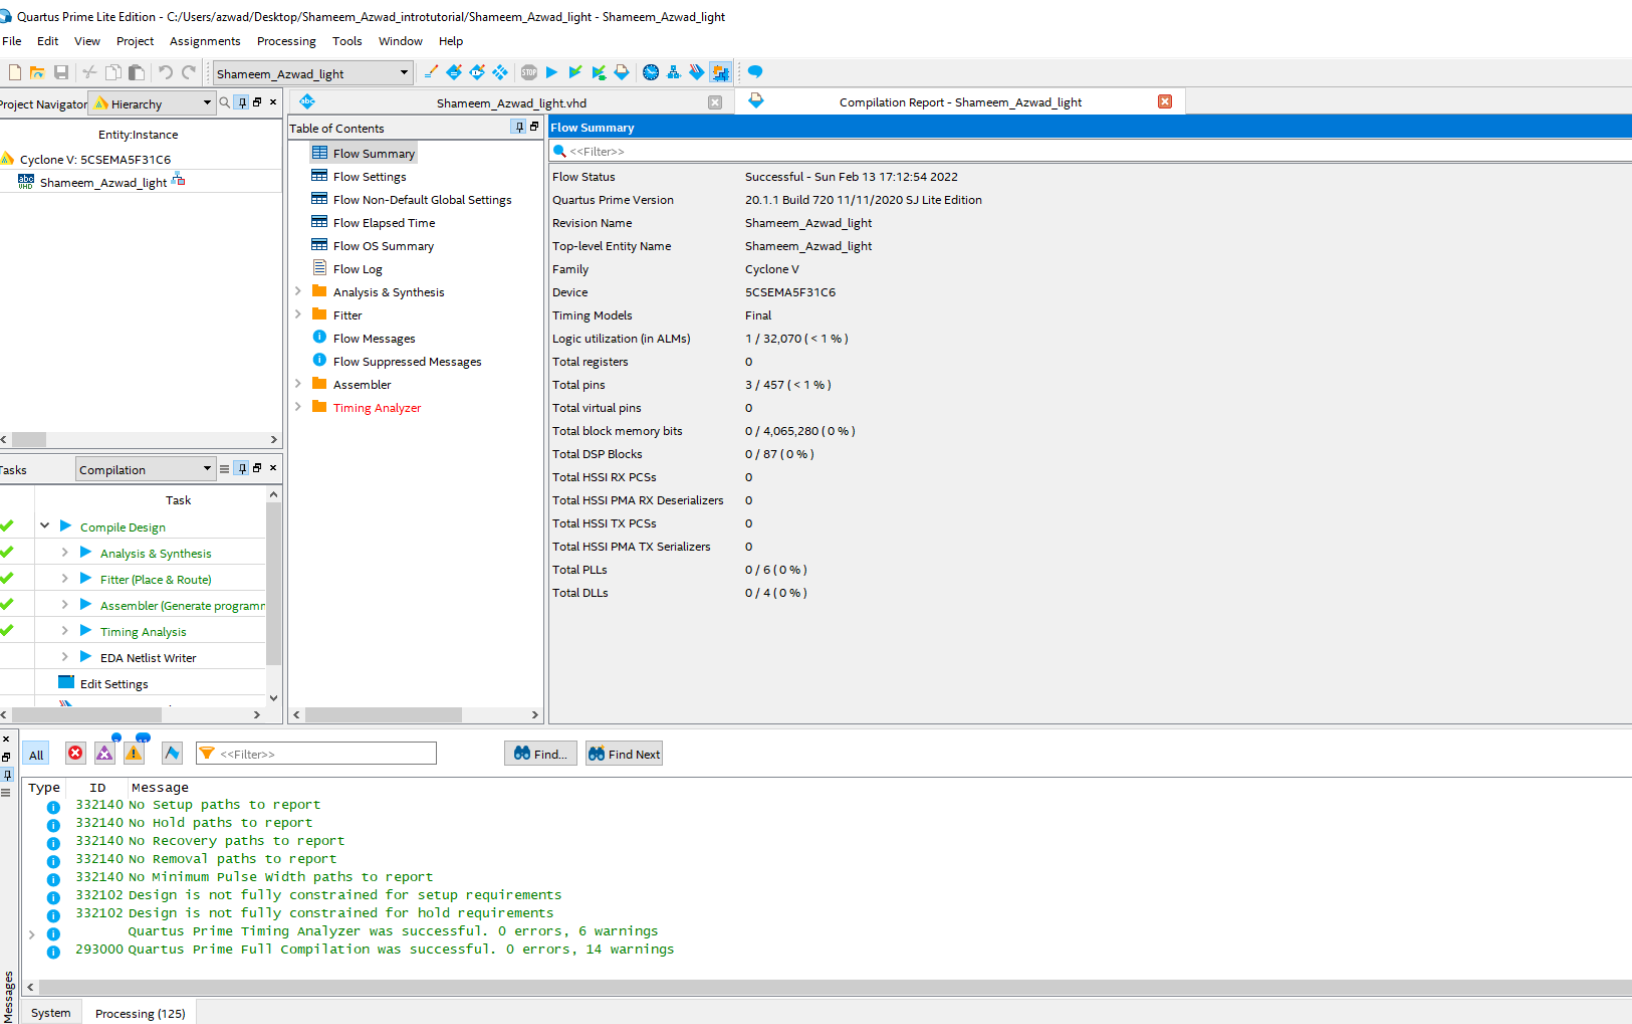 Quartus Prime Lite Edition - C:/Users/azwad/Desktop/Shameem_Azwad_introtutorial/Shameem_Azwad_light - Shameem_Azwad_light
File Edit View Project Assignments Processing Tools Window Help
Shameem_Azwad_light
STOP
Project Navigator
Hierarchy
Entity:Instance
Cyclone V: 5CSEMA5F31C6
abc
VHD
Shameem_Azwad_light
Tasks
Compilation
Task
Compile Design
Analysis & Synthesis
Fitter (Place & Route)
Assembler (Generate programm
Timing Analysis
EDA Netlist Writer
Edit Settings
abc
Shameem_Azwad_light.vhd
Compilation Report - Shameem_Azwad_light
Table of Contents
Flow Summary
Flow Settings
Flow Non-Default Global Settings
Flow Elapsed Time
Flow OS Summary
Flow Log
Analysis & Synthesis
Fitter
Flow Messages
Flow Suppressed Messages
Assembler
Timing Analyzer
Flow Summary
<<Filter>>
Flow Status Successful - Sun Feb 13 17:12:54 2022
Quartus Prime Version 20.1.1 Build 720 11/11/2020 SJ Lite Edition
Revision Name Shameem_Azwad_light
Top-level Entity Name Shameem_Azwad_light
Family Cyclone V
Device 5CSEMA5F31C6
Timing Models Final
Logic utilization (in ALMs) 1 / 32,070 ( < 1 % )
Total registers 0
Total pins 3 / 457 ( < 1 % )
Total virtual pins 0
Total block memory bits 0 / 4,065,280 ( 0 % )
Total DSP Blocks 0 / 87 ( 0 % )
Total HSSI RX PCSs 0
Total HSSI PMA RX Deserializers 0
Total HSSI TX PCSs 0
Total HSSI PMA TX Serializers 0
Total PLLs 0 / 6 ( 0 % )
Total DLLs 0 / 4 ( 0 % )
All
<<Filter>>
Find...
Find Next
Type ID Message
332140 No Setup paths to report
332140 No Hold paths to report
332140 No Recovery paths to report
332140 No Removal paths to report
332140 No Minimum Pulse Width paths to report
332102 Design is not fully constrained for setup requirements
332102 Design is not fully constrained for hold requirements
Quartus Prime Timing Analyzer was successful. 0 errors, 6 warnings
293000 Quartus Prime Full Compilation was successful. 0 errors, 14 warnings
Messages
System
Processing (125)